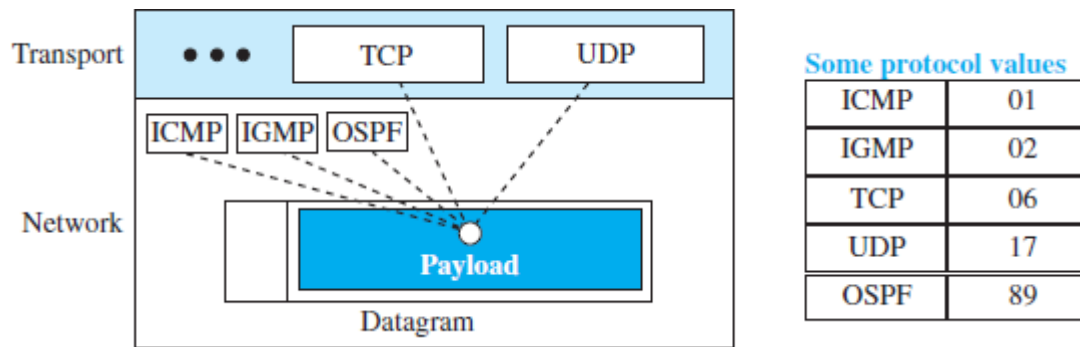 Transport
● ● ●
TCP
UDP
ICMP
IGMP
OSPF
Network
Payload
Datagram
Some protocol values
ICMP 01
IGMP 02
TCP 06
UDP 17
OSPF 89